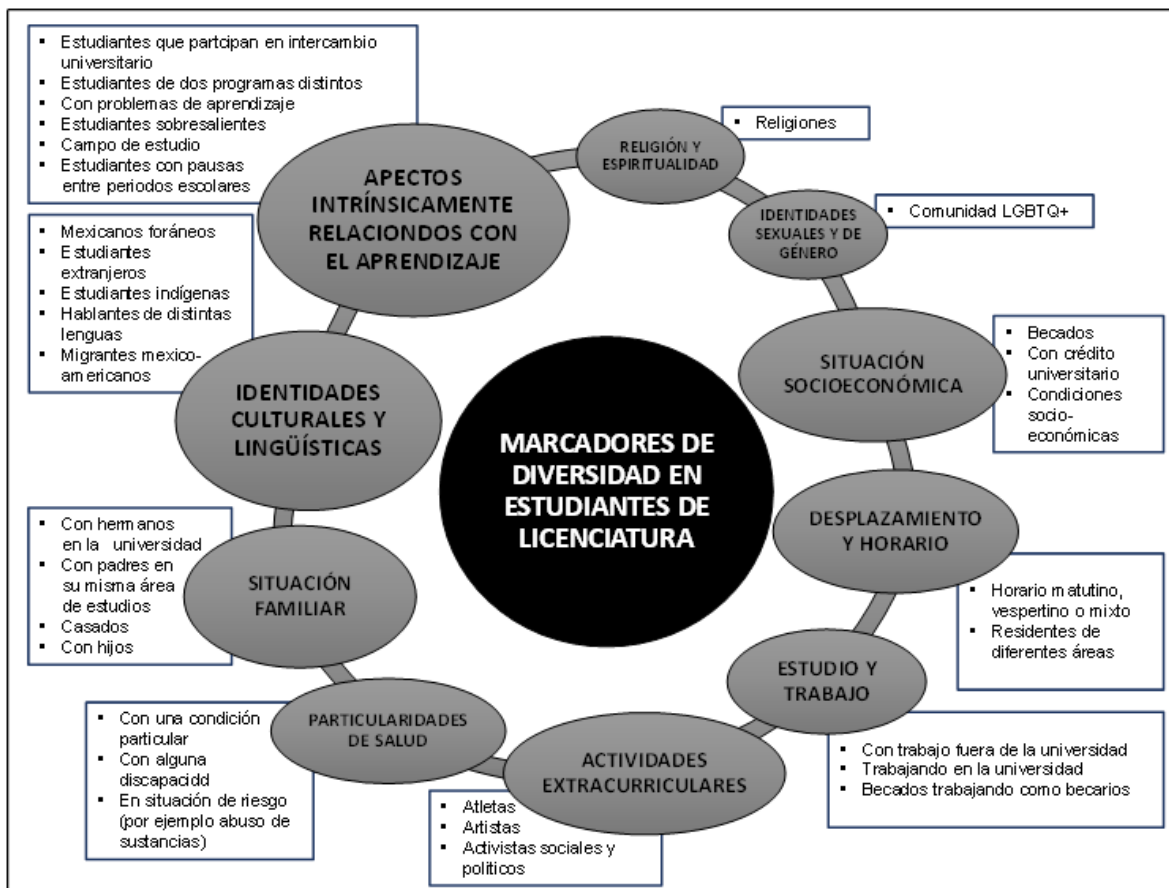 Estudiantes que partcipan en intercambio
universitario
Estudiantes de dos programas distintos
Con problemas de aprendizaje
Estudiantes sobresalientes
Campo de estudio
Estudiantes con pausas
entre periodos escolares
APECTOS
INTRÍNSICAMENTE
RELACIONDOS CON
EL APRENDIZAJE
RELIGIÓN Y
ESPIRITUALIDAD
Religiones
IDENTIDADES
SEXUALES Y DE
GÉNERO
Comunidad LGBTQ+
Mexicanos foráneos
Estudiantes
extranjeros
Estudiantes indígenas
Hablantes de distintas
lenguas
Migrantes mexico-
americanos
IDENTIDADES
CULTURALES Y
LINGÜÍSTICAS
SITUACIÓN
SOCIOECONÓMICA
Becados
Con crédito
universitario
Condiciones
socio-
económicas
MARCADORES DE
DIVERSIDAD EN
ESTUDIANTES DE
LICENCIATURA
DESPLAZAMIENTO
Y HORARIO
Horario matutino,
vespertino o mixto
Residentes de
diferentes áreas
Con hermanos
en la universidad
Con padres en
su misma área
de estudios
Casados
Con hijos
SITUACIÓN
FAMILIAR
ESTUDIO Y
TRABAJO
Con trabajo fuera de la universidad
Trabajando en la universidad
Becados trabajando como becarios
Con una condición
particular
Con alguna
discapacidd
En situación de riesgo
(por ejemplo abuso de
sustancias)
PARTICULARIDADES
DE SALUD
ACTIVIDADES
EXTRACURRICULARES
Atletas
Artistas
Activistas sociales y
politicos